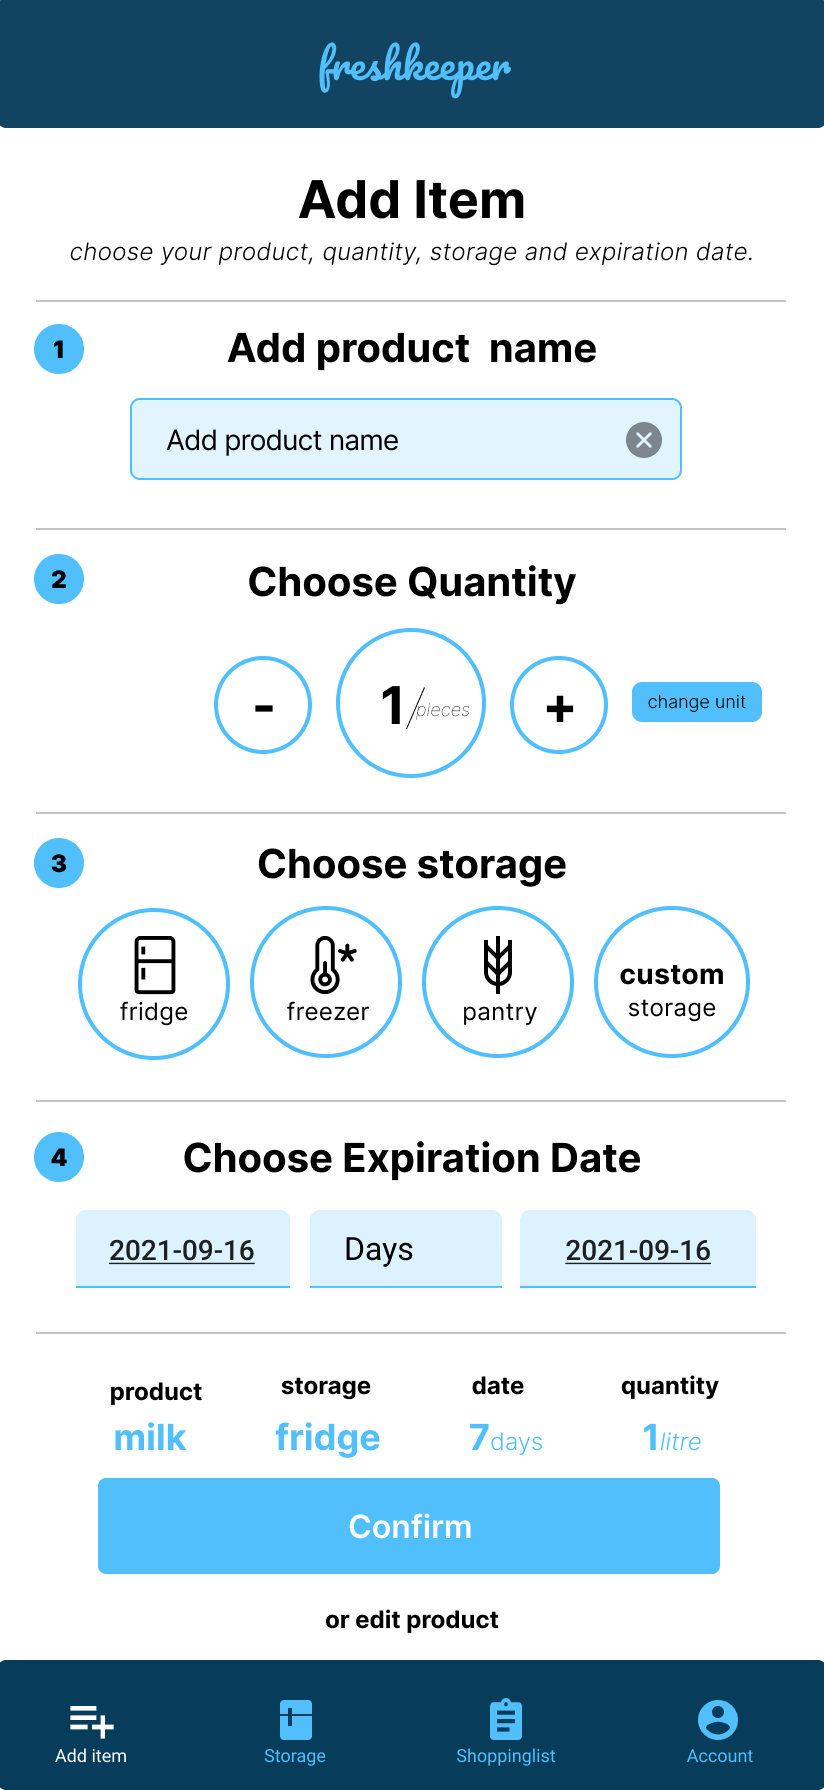 freshkeeper
Add Item
choose your product, quantity, storage and expiration date.
1
Add product name
Add product name
2
Choose Quantity
- 1/pieces + change unit
3
Choose storage
fridge freezer pantry custom storage
4
Choose Expiration Date
2021-09-16 Days 2021-09-16
product storage date quantity
milk fridge 7days 1litre
Confirm
or edit product
Add item Storage Shoppinglist Account